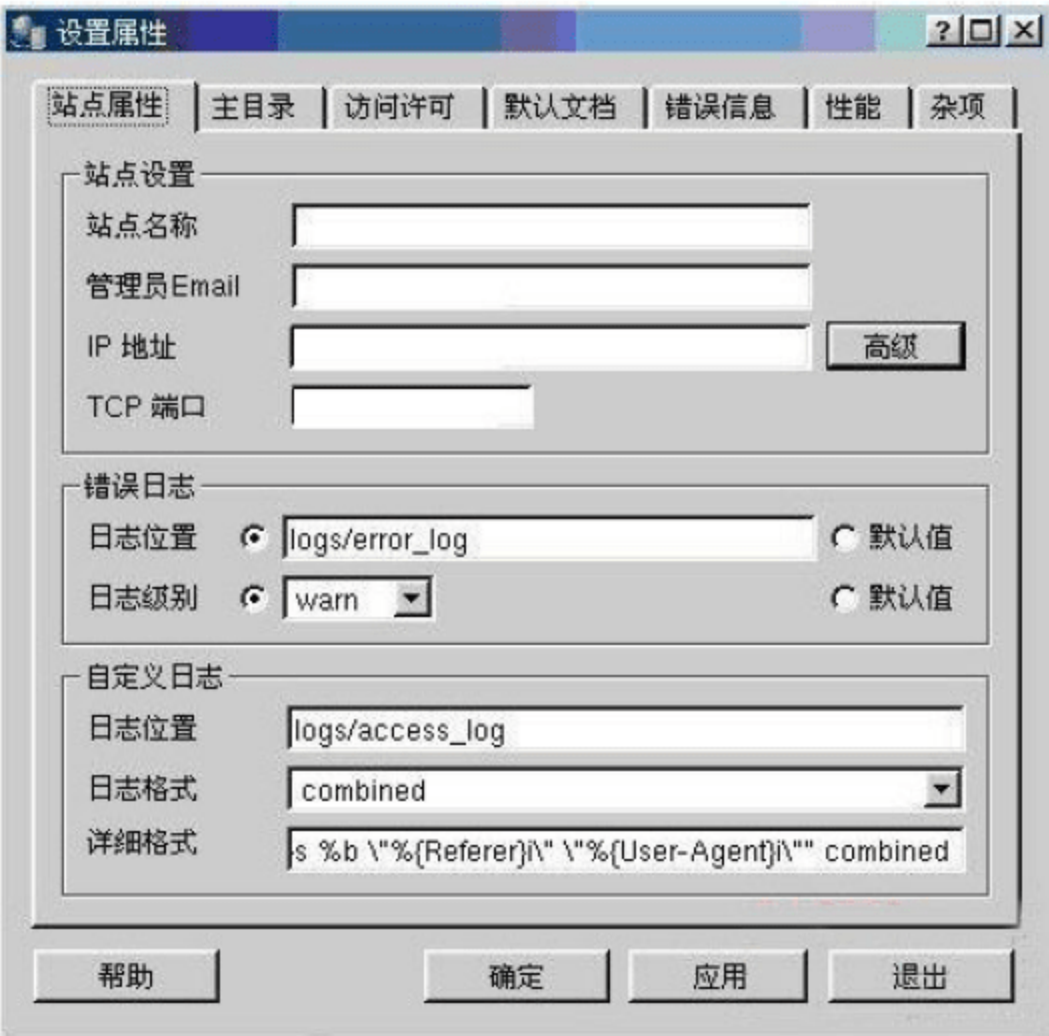 设置属性
站点属性 主目录 访问许可 默认文档 错误信息 性能 杂项
站点设置
站点名称
管理员Email
IP 地址 高级
TCP 端口
错误日志
日志位置 logs/error_log 默认值
日志级别 warn 默认值
自定义日志
日志位置 logs/access_log
日志格式 combined
详细格式 s %b \"%{Referer}i\" \"%{User-Agent}i\"" combined
帮助 确定 应用 退出